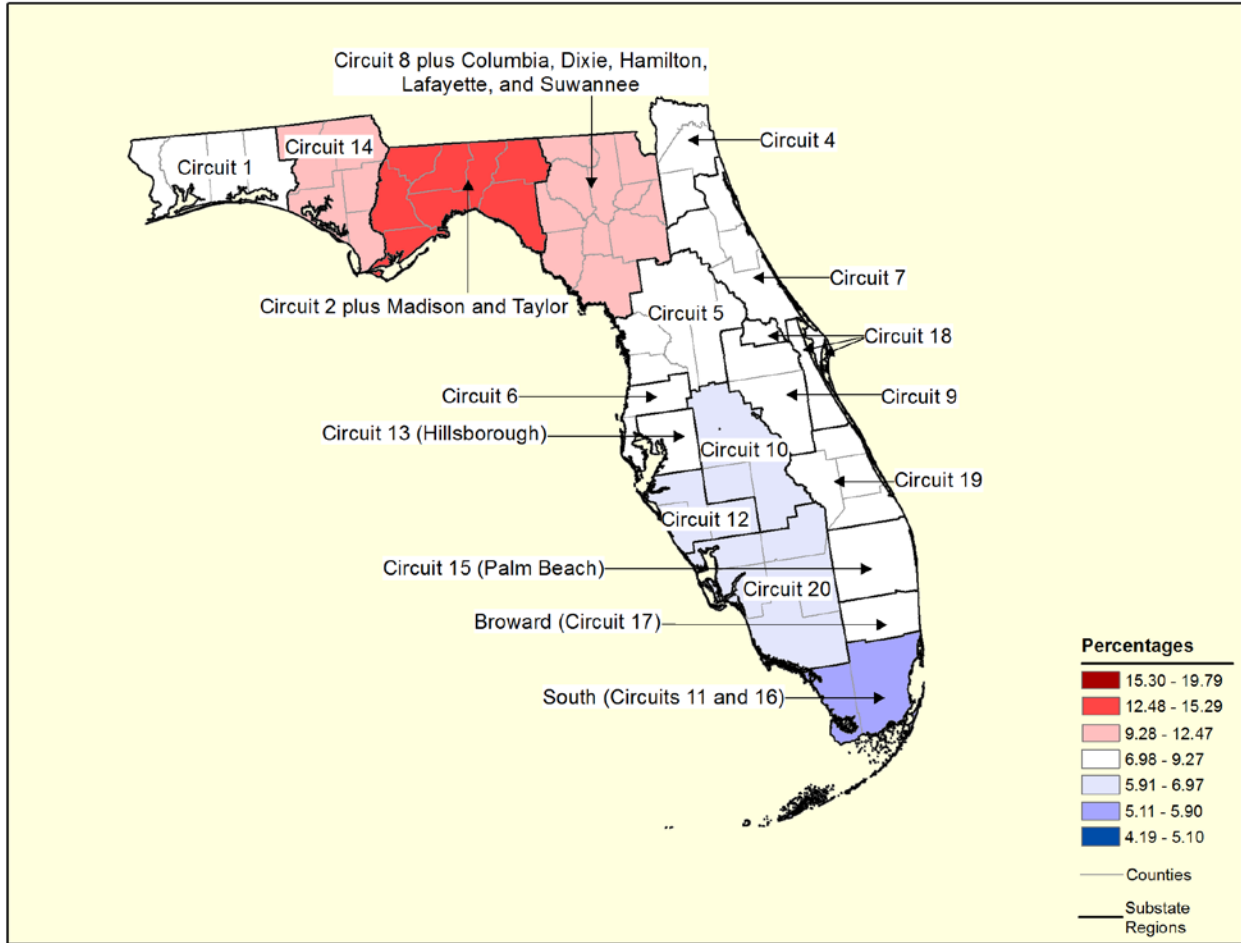 Circuit 8 plus Columbia, Dixie, Hamilton,
Lafayette, and Suwannee
Circuit 4
Circuit 14
Circuit 1
Circuit 7
Circuit 2 plus Madison and Taylor
Circuit 5
Circuit 18
Circuit 6
Circuit 9
Circuit 13 (Hillsborough)
Circuit 10
Circuit 19
Circuit 12
Circuit 15 (Palm Beach)
Circuit 20
Broward (Circuit 17)
South (Circuits 11 and 16)
Percentages
15.30 - 19.79
12.48 - 15.29
9.28 - 12.47
6.98 - 9.27
5.91 - 6.97
5.11 - 5.90
4.19 - 5.10
Counties
Substate
Regions